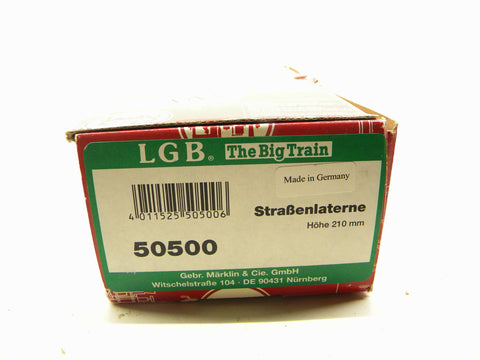 LGB® The Big Train
Made in Germany
4 011525 505006
Straßenlaterne
Höhe 210 mm
50500
Gebr. Märklin & Cie. GmbH
Witschelstraße 104 · DE 90431 Nürnberg